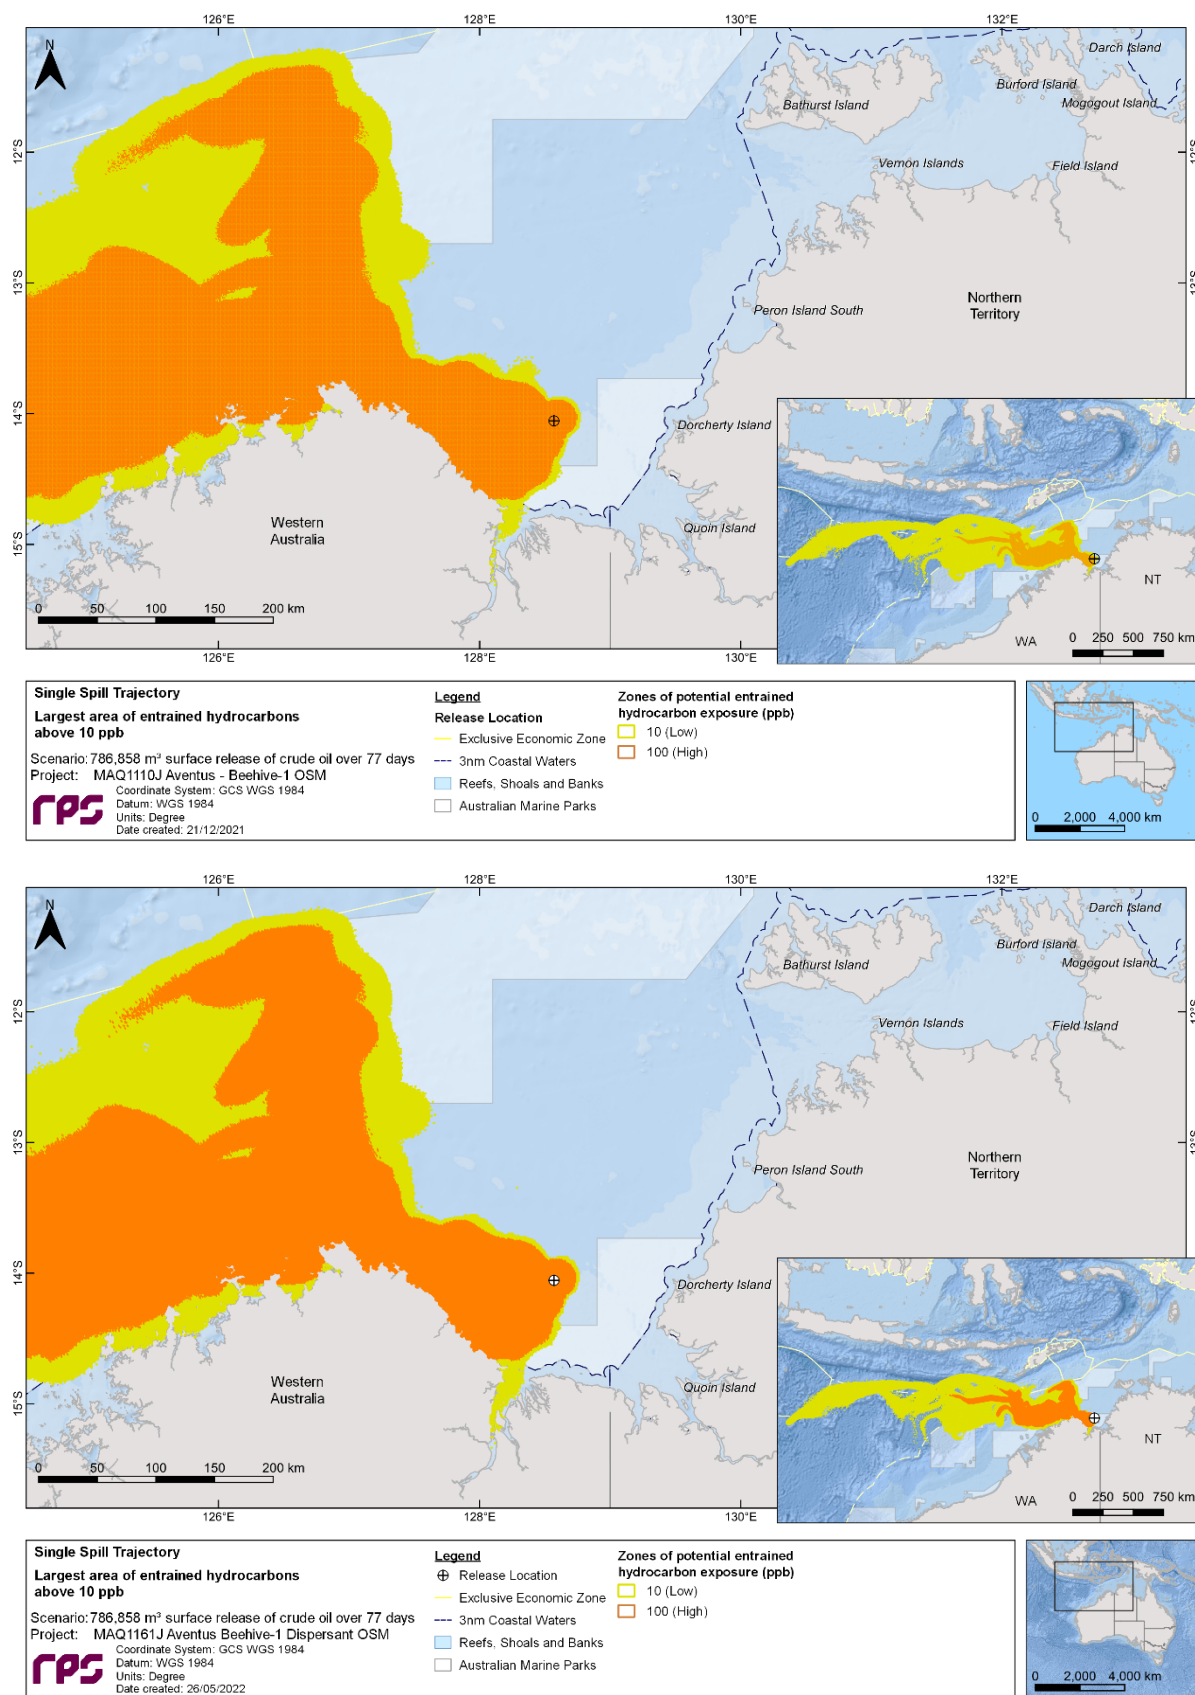 126°E 128°E 130°E 132°E
N
Darch Island
Burford Island
Bathurst Island
Mogogout Island
12°S 12°S
Vernon Islands
Field Island
13°S 13°S
Northern
Territory
Peron Island South
14°S
Dorcherty Island
Western
Australia
Quoin Island
15°S
NT
WA
0 50 100 150 200 km
0 250 500 750 km
126°E 128°E 130°E
Single Spill Trajectory
Largest area of entrained hydrocarbons
above 10 ppb
Scenario: 786,858 m³ surface release of crude oil over 77 days
Project: MAQ1110J Aventus - Beehive-1 OSM
rps
Coordinate System: GCS WGS 1984
Datum: WGS 1984
Units: Degree
Date created: 21/12/2021
Legend
Release Location
Exclusive Economic Zone
3nm Coastal Waters
Reefs, Shoals and Banks
Australian Marine Parks
Zones of potential entrained
hydrocarbon exposure (ppb)
10 (Low)
100 (High)
0 2,000 4,000 km
126°E 128°E 130°E 132°E
N
Darch Island
Burford Island
Bathurst Island
Mogogout Island
12°S 12°S
Vernon Islands
Field Island
13°S 13°S
Northern
Territory
Peron Island South
14°S
Dorcherty Island
Western
Australia
Quoin Island
15°S
NT
WA
0 50 100 150 200 km
0 250 500 750 km
126°E 128°E 130°E
Single Spill Trajectory
Largest area of entrained hydrocarbons
above 10 ppb
Scenario: 786,858 m³ surface release of crude oil over 77 days
Project: MAQ1161J Aventus Beehive-1 Dispersant OSM
rps
Coordinate System: GCS WGS 1984
Datum: WGS 1984
Units: Degree
Date created: 26/05/2022
Legend
Release Location
Exclusive Economic Zone
3nm Coastal Waters
Reefs, Shoals and Banks
Australian Marine Parks
Zones of potential entrained
hydrocarbon exposure (ppb)
10 (Low)
100 (High)
0 2,000 4,000 km